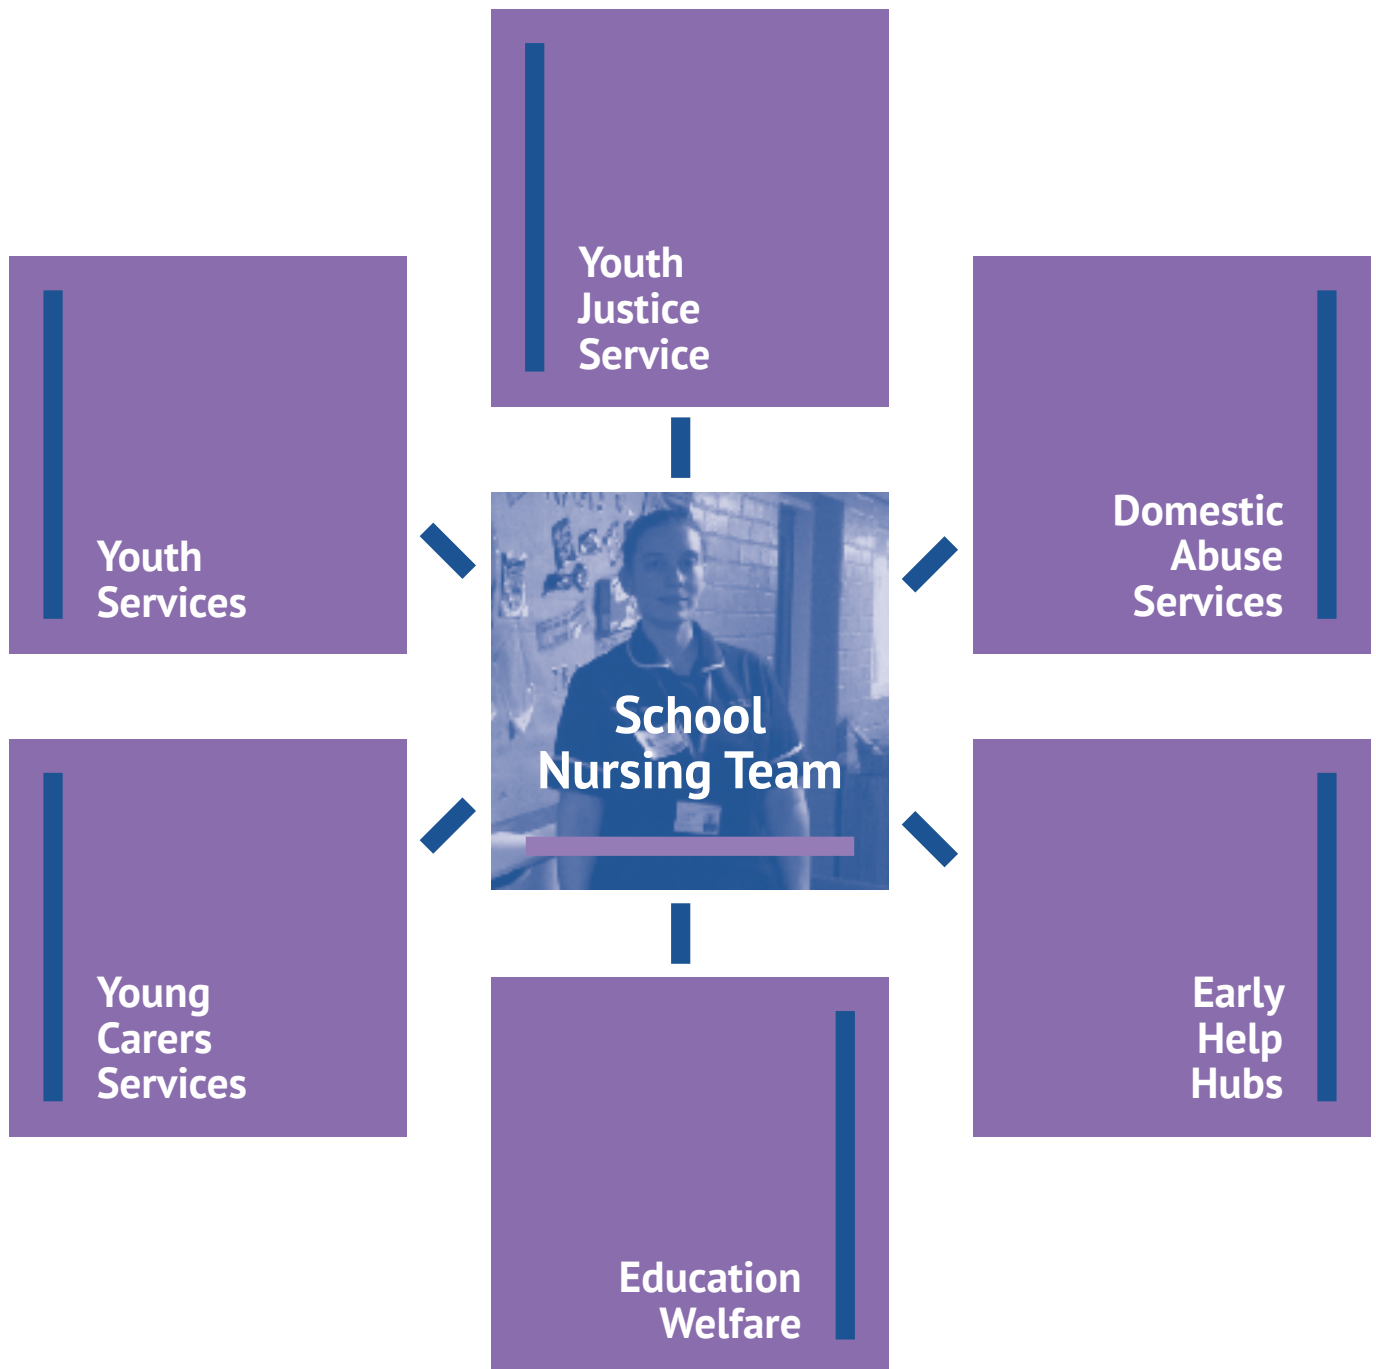 Youth
Justice
Service
Youth
Services
Domestic
Abuse
Services
School
Nursing Team
Young
Carers
Services
Early
Help
Hubs
Education
Welfare